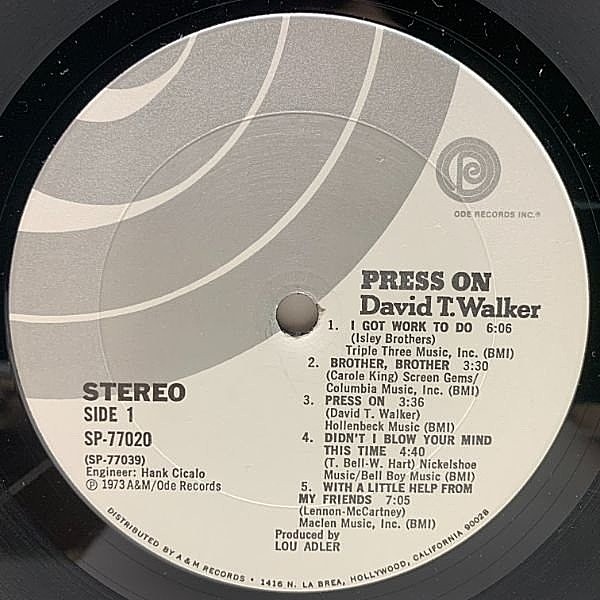 ODE RECORDS INC.®
PRESS ON
David T. Walker
1. I GOT WORK TO DO 6:06
(Isley Brothers)
Triple Three Music, Inc. (BMI)
2. BROTHER, BROTHER 3:30
(Carole King) Screen Gems/
Columbia Music, Inc. (BMI)
3. PRESS ON 3:36
(David T. Walker)
Hollenbeck Music (BMI)
4. DIDN'T I BLOW YOUR MIND
THIS TIME 4:40
(T. Bell-W. Hart) Nickelshoe
Music/Bell Boy Music (BMI)
5. WITH A LITTLE HELP FROM
MY FRIENDS 7:05
(Lennon-McCartney)
Maclen Music, Inc. (BMI)
Produced by
LOU ADLER
STEREO
SIDE 1
SP-77020
(SP-77039)
Engineer: Hank Cicalo
℗ 1973 A&M/Ode Records
DISTRIBUTED BY A & M RECORDS • 1416 N. LA BREA, HOLLYWOOD, CALIFORNIA 90028